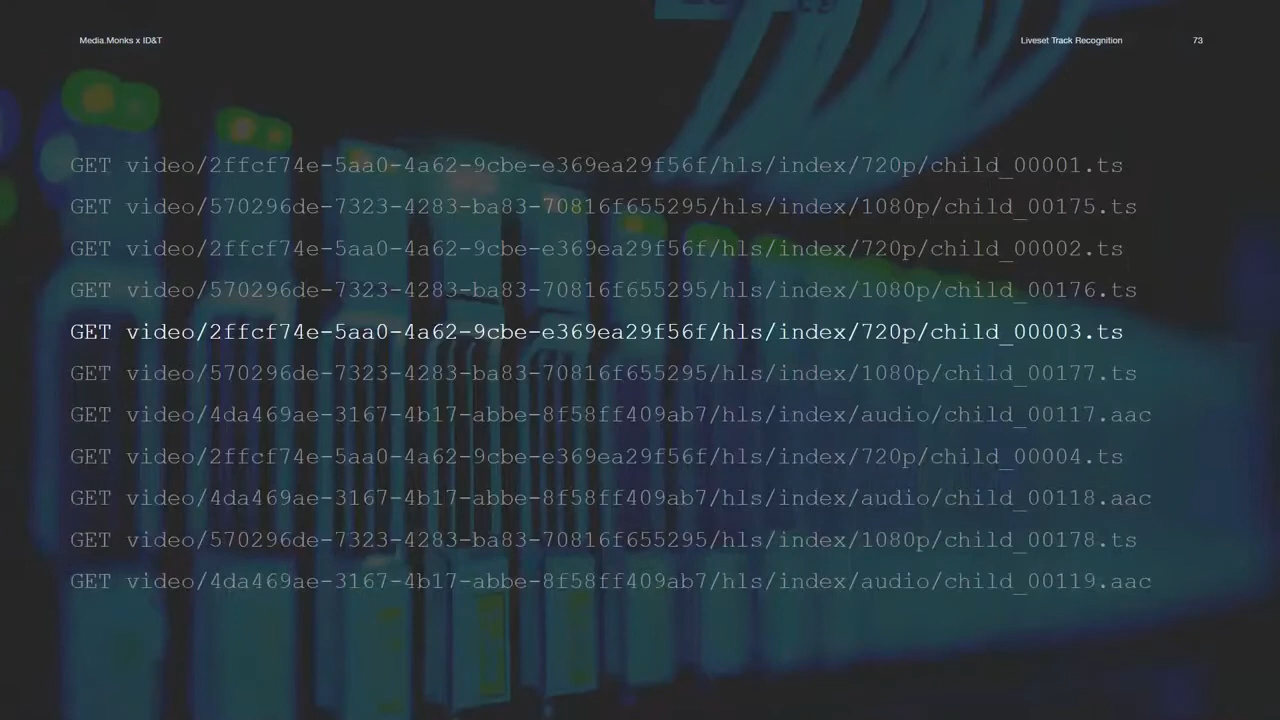 Media.Monks x ID&T
Liveset Track Recognition 73
GET video/2ffcf74e-5aa0-4a62-9cbe-e369ea29f56f/hls/index/720p/child_00001.ts
GET video/570296de-7323-4283-ba83-70816f655295/hls/index/1080p/child_00175.ts
GET video/2ffcf74e-5aa0-4a62-9cbe-e369ea29f56f/hls/index/720p/child_00002.ts
GET video/570296de-7323-4283-ba83-70816f655295/hls/index/1080p/child_00176.ts
GET video/2ffcf74e-5aa0-4a62-9cbe-e369ea29f56f/hls/index/720p/child_00003.ts
GET video/570296de-7323-4283-ba83-70816f655295/hls/index/1080p/child_00177.ts
GET video/4da469ae-3167-4b17-abbe-8f58ff409ab7/hls/index/audio/child_00117.aac
GET video/2ffcf74e-5aa0-4a62-9cbe-e369ea29f56f/hls/index/720p/child_00004.ts
GET video/4da469ae-3167-4b17-abbe-8f58ff409ab7/hls/index/audio/child_00118.aac
GET video/570296de-7323-4283-ba83-70816f655295/hls/index/1080p/child_00178.ts
GET video/4da469ae-3167-4b17-abbe-8f58ff409ab7/hls/index/audio/child_00119.aac